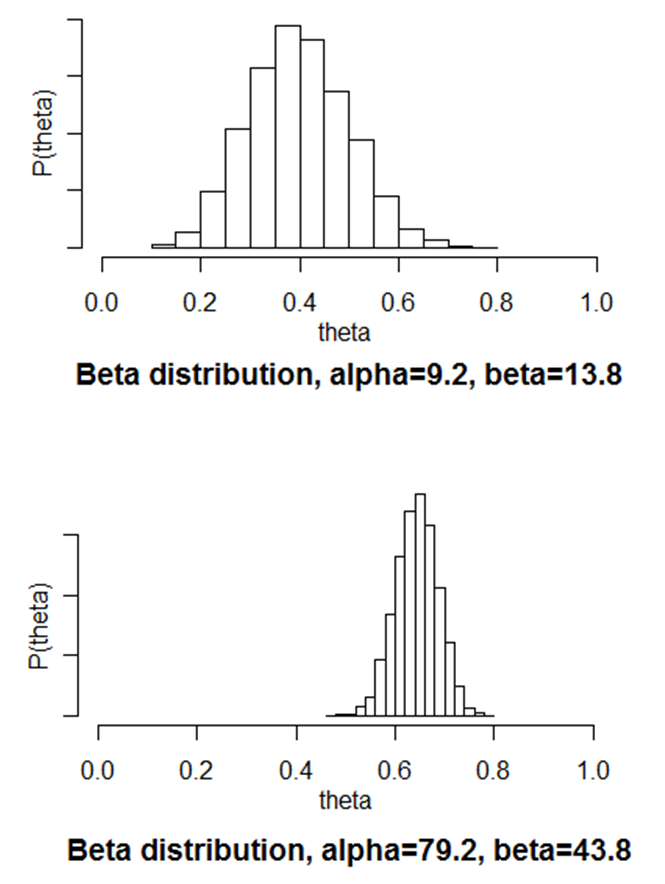 P(theta)
0.0 0.2 0.4 0.6 0.8 1.0
theta
Beta distribution, alpha=9.2, beta=13.8
P(theta)
0.0 0.2 0.4 0.6 0.8 1.0
theta
Beta distribution, alpha=79.2, beta=43.8